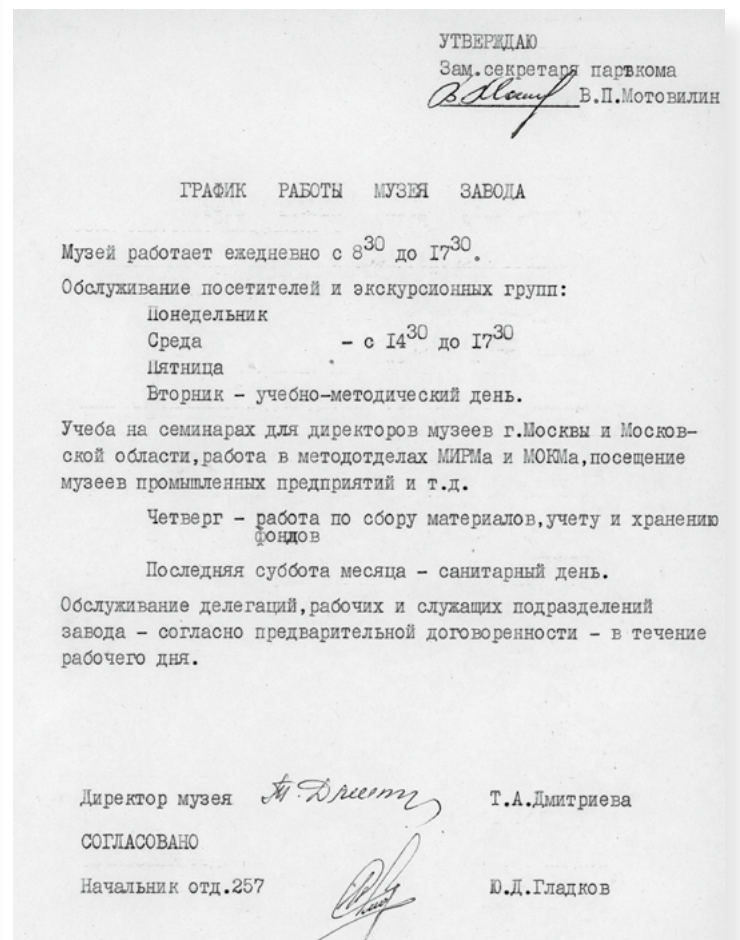 УТВЕРЖДАЮ
Зам.секретаря парткома
В.П.Мотовилин
ГРАФИК РАБОТЫ МУЗЕЯ ЗАВОДА
Музей работает ежедневно с 8³⁰ до I7³⁰.
Обслуживание посетителей и экскурсионных групп:
Понедельник
Среда - с I4³⁰ до I7³⁰
Пятница
Вторник - учебно-методический день.
Учеба на семинарах для директоров музеев г.Москвы и Москов-
ской области,работа в методотделах МИРМа и МОКМа,посещение
музеев промышленных предприятий и т.д.
Четверг - работа по сбору материалов,учету и хранению
фондов
Последняя суббота месяца - санитарный день.
Обслуживание делегаций,рабочих и служащих подразделений
завода - согласно предварительной договоренности - в течение
рабочего дня.
Директор музея Т.А.Дмитриева
СОГЛАСОВАНО
Начальник отд.257 Ю.Д.Гладков